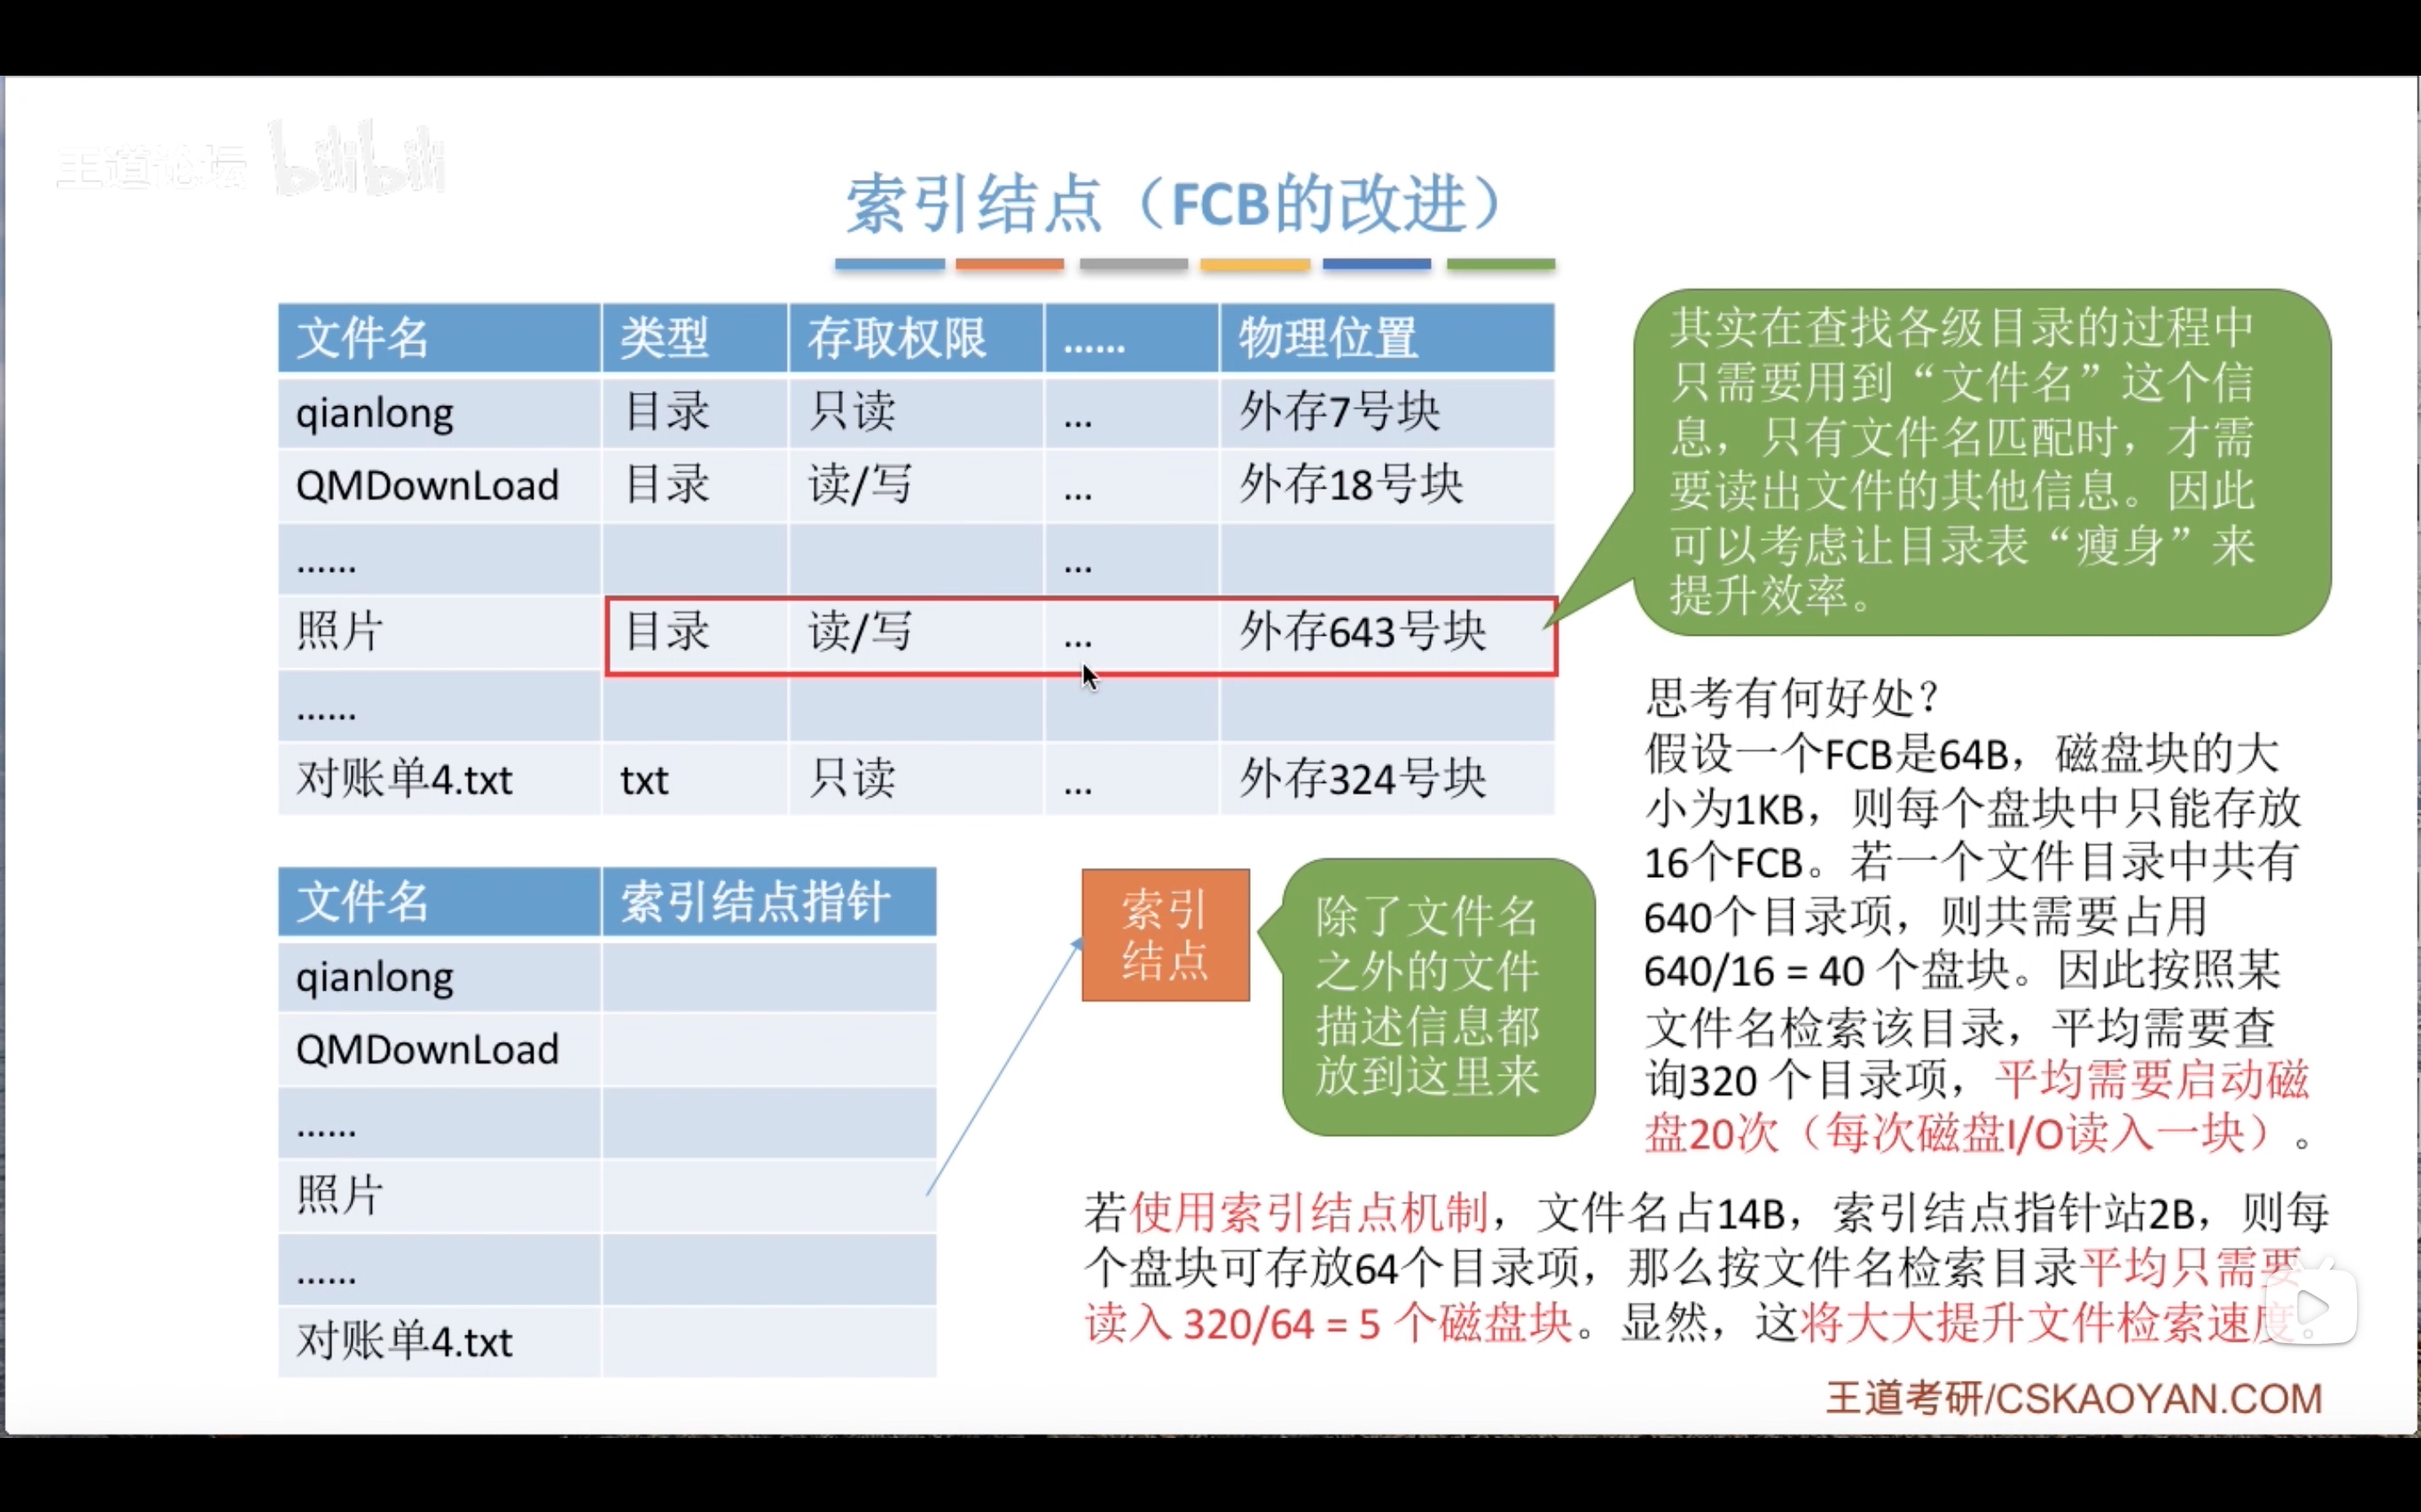 王道论坛 bilibili
索引结点（FCB的改进）
文件名 类型 存取权限 …… 物理位置
qianlong 目录 只读 … 外存7号块
QMDownLoad 目录 读/写 … 外存18号块
…… …
照片 目录 读/写 … 外存643号块
……
对账单4.txt txt 只读 … 外存324号块
其实在查找各级目录的过程中
只需要用到“文件名”这个信
息，只有文件名匹配时，才需
要读出文件的其他信息。因此
可以考虑让目录表“瘦身”来
提升效率。
文件名 索引结点指针
qianlong
QMDownLoad
……
照片
……
对账单4.txt
索引
结点
除了文件名
之外的文件
描述信息都
放到这里来
思考有何好处？
假设一个FCB是64B，磁盘块的大
小为1KB，则每个盘块中只能存放
16个FCB。若一个文件目录中共有
640个目录项，则共需要占用
640/16 = 40 个盘块。因此按照某
文件名检索该目录，平均需要查
询320 个目录项，平均需要启动磁
盘20次（每次磁盘I/O读入一块）。
若使用索引结点机制，文件名占14B，索引结点指针站2B，则每
个盘块可存放64个目录项，那么按文件名检索目录平均只需要
读入 320/64 = 5 个磁盘块。显然，这将大大提升文件检索速度
王道考研/CSKAOYAN.COM